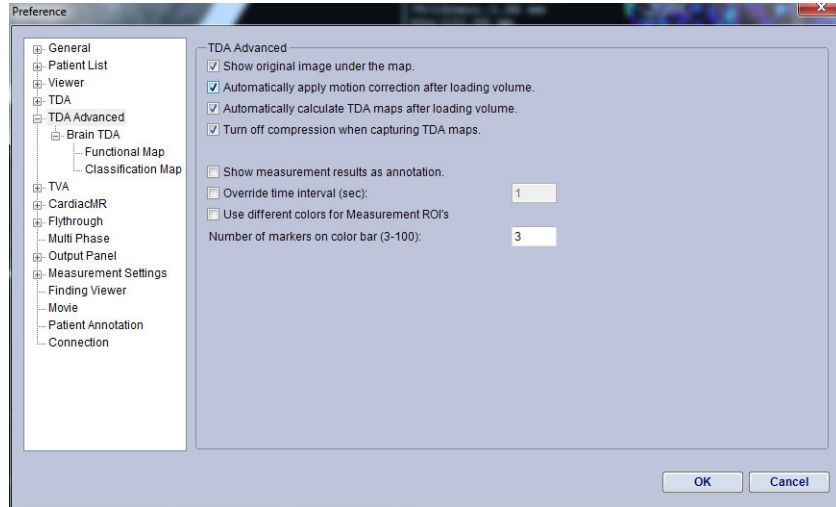 Preference
General
Patient List
Viewer
TDA
TDA Advanced
Brain TDA
Functional Map
Classification Map
TVA
CardiacMR
Flythrough
Multi Phase
Output Panel
Measurement Settings
Finding Viewer
Movie
Patient Annotation
Connection
TDA Advanced
Show original image under the map.
Automatically apply motion correction after loading volume.
Automatically calculate TDA maps after loading volume.
Turn off compression when capturing TDA maps.
Show measurement results as annotation.
Override time interval (sec): 1
Use different colors for Measurement ROI's
Number of markers on color bar (3-100): 3
OK Cancel